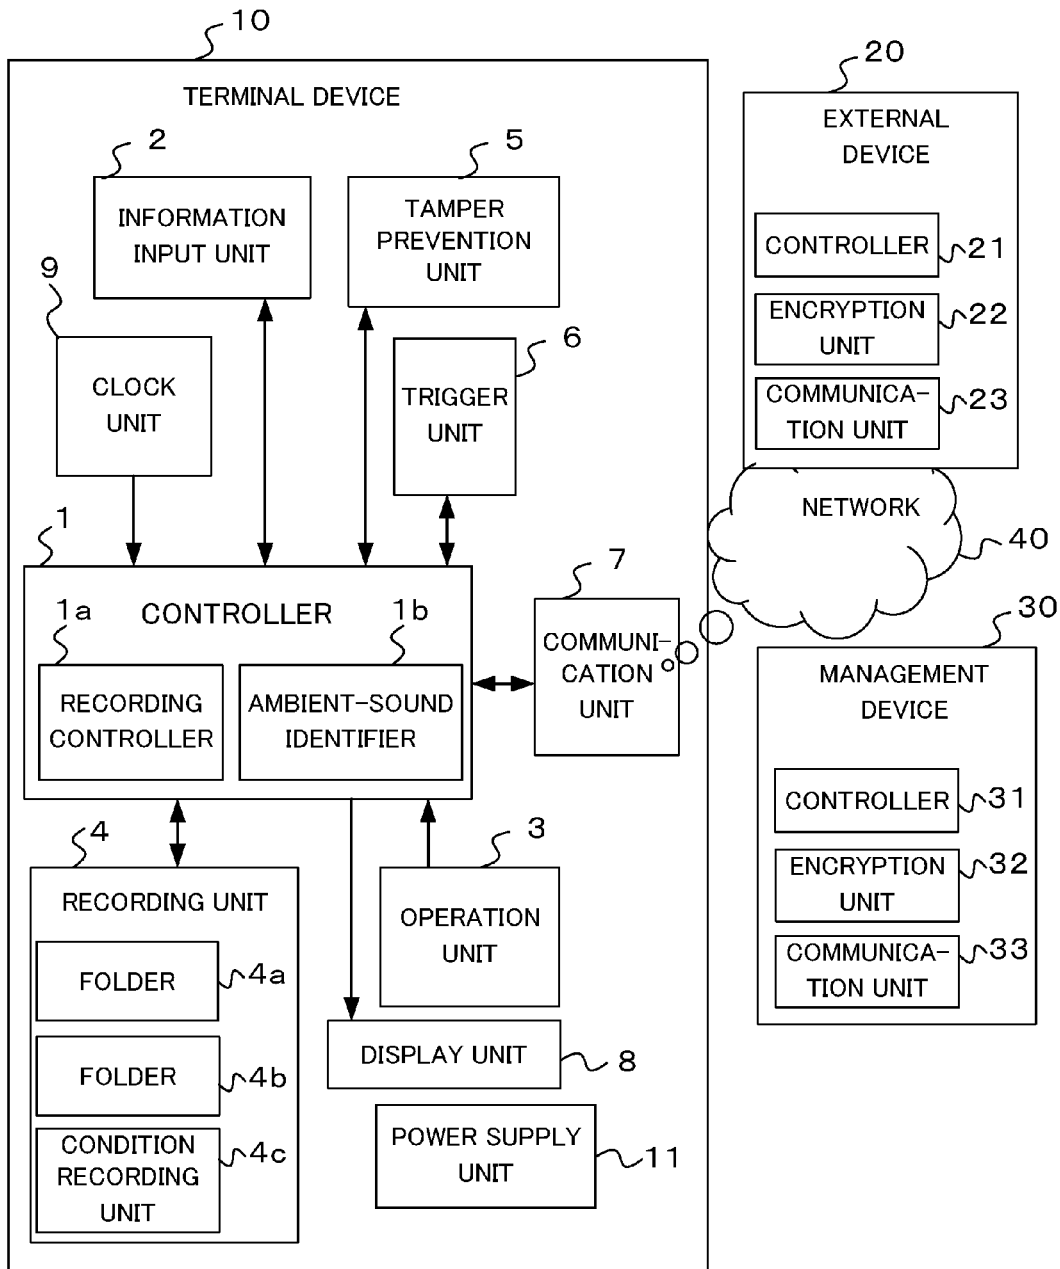 10
TERMINAL DEVICE
2
INFORMATION
INPUT UNIT
5
TAMPER
PREVENTION
UNIT
9
CLOCK
UNIT
6
TRIGGER
UNIT
1
CONTROLLER
1a
RECORDING
CONTROLLER
1b
AMBIENT-SOUND
IDENTIFIER
7
COMMUNI-
CATION
UNIT
4
RECORDING UNIT
FOLDER
4a
FOLDER
4b
CONDITION
RECORDING
UNIT
4c
3
OPERATION
UNIT
DISPLAY UNIT
8
POWER SUPPLY
UNIT
11
20
EXTERNAL
DEVICE
CONTROLLER
21
ENCRYPTION
UNIT
22
COMMUNICA-
TION UNIT
23
NETWORK
40
30
MANAGEMENT
DEVICE
CONTROLLER
31
ENCRYPTION
UNIT
32
COMMUNICA-
TION UNIT
33